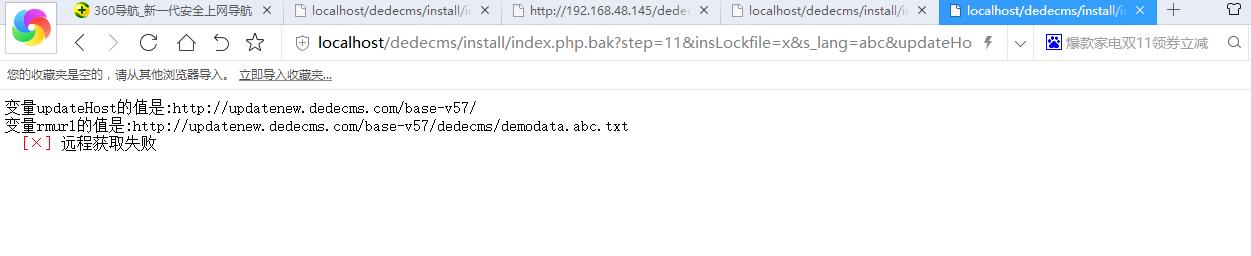 360导航_新一代安全上网导航
localhost/dedecms/install/i
http://192.168.48.145/dede
localhost/dedecms/install/i
localhost/dedecms/install/i
localhost/dedecms/install/index.php.bak?step=11&insLockfile=x&s_lang=abc&updateHo
爆款家电双11领券立减
您的收藏夹是空的，请从其他浏览器导入。 立即导入收藏夹...
变量updateHost的值是:http://updatenew.dedecms.com/base-v57/
变量rmurl的值是:http://updatenew.dedecms.com/base-v57/dedecms/demodata.abc.txt
[×] 远程获取失败